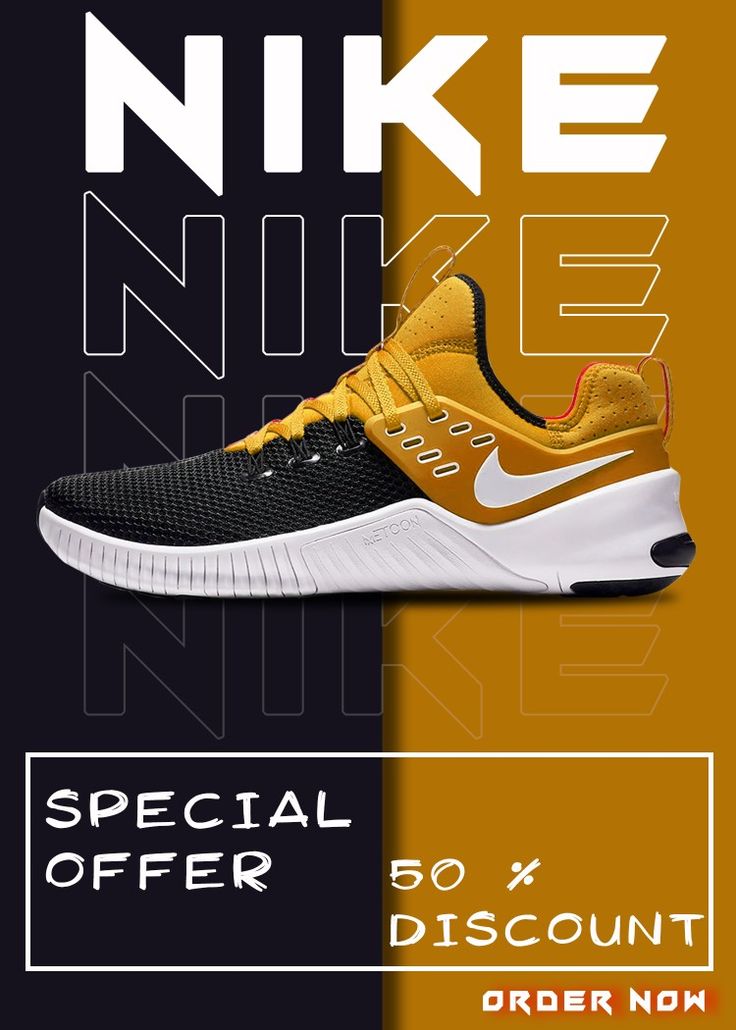 NIKE
NIKE
NIKE
METCON
NIKE
SPECIAL
OFFER
50 %
DISCOUNT
ORDER NOW